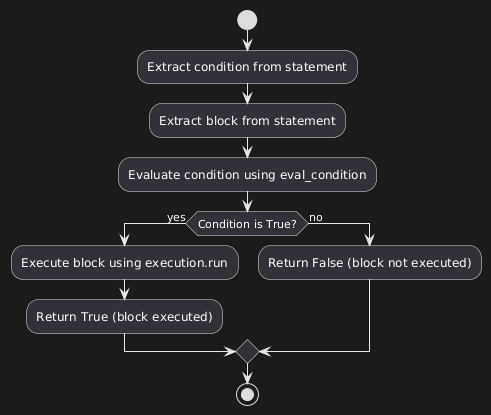 Extract condition from statement
Extract block from statement
Evaluate condition using eval_condition
yes
Condition is True?
no
Execute block using execution.run
Return False (block not executed)
Return True (block executed)